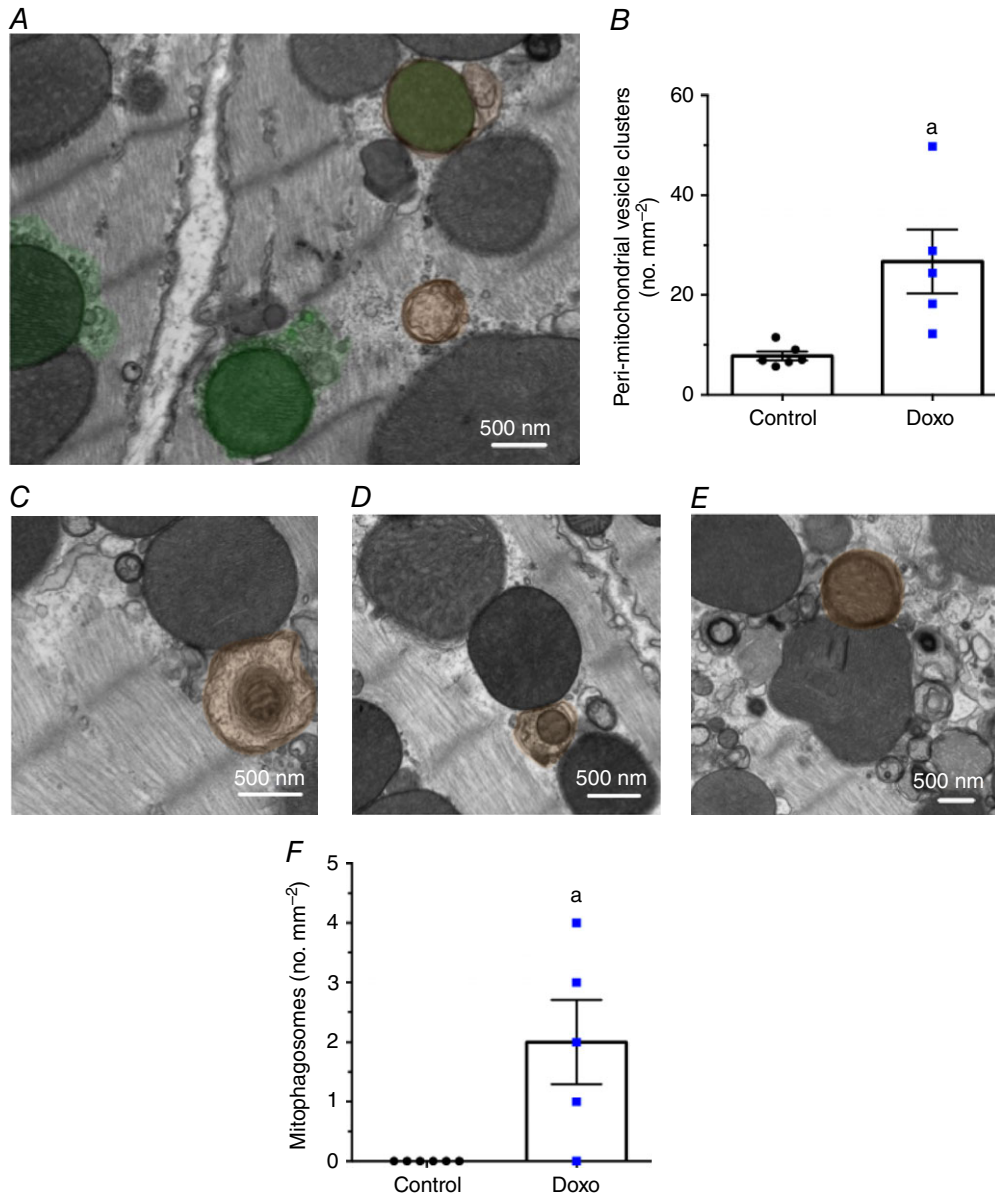 A
500 nm
B
Peri-mitochondrial vesicle clusters
(no. mm⁻²)
60
40
20
0
a
Control
Doxo
C
500 nm
D
500 nm
E
500 nm
F
Mitophagosomes (no. mm⁻²)
5
4
3
2
1
0
a
Control
Doxo